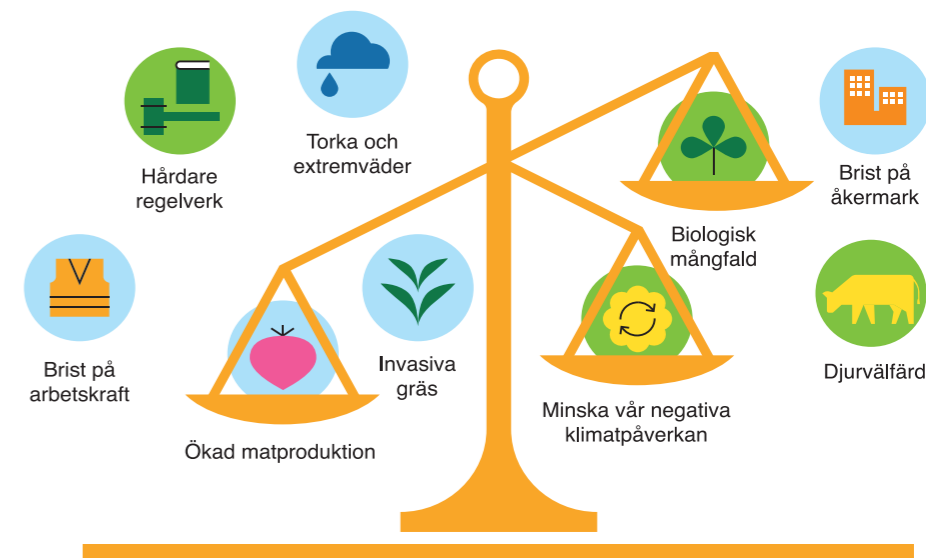 Hårdare
regelverk
Torka och
extremväder
Brist på
åkermark
Biologisk
mångfald
Brist på
arbetskraft
Invasiva
gräs
Djurvälfärd
Minska vår negativa
klimatpåverkan
Ökad matproduktion